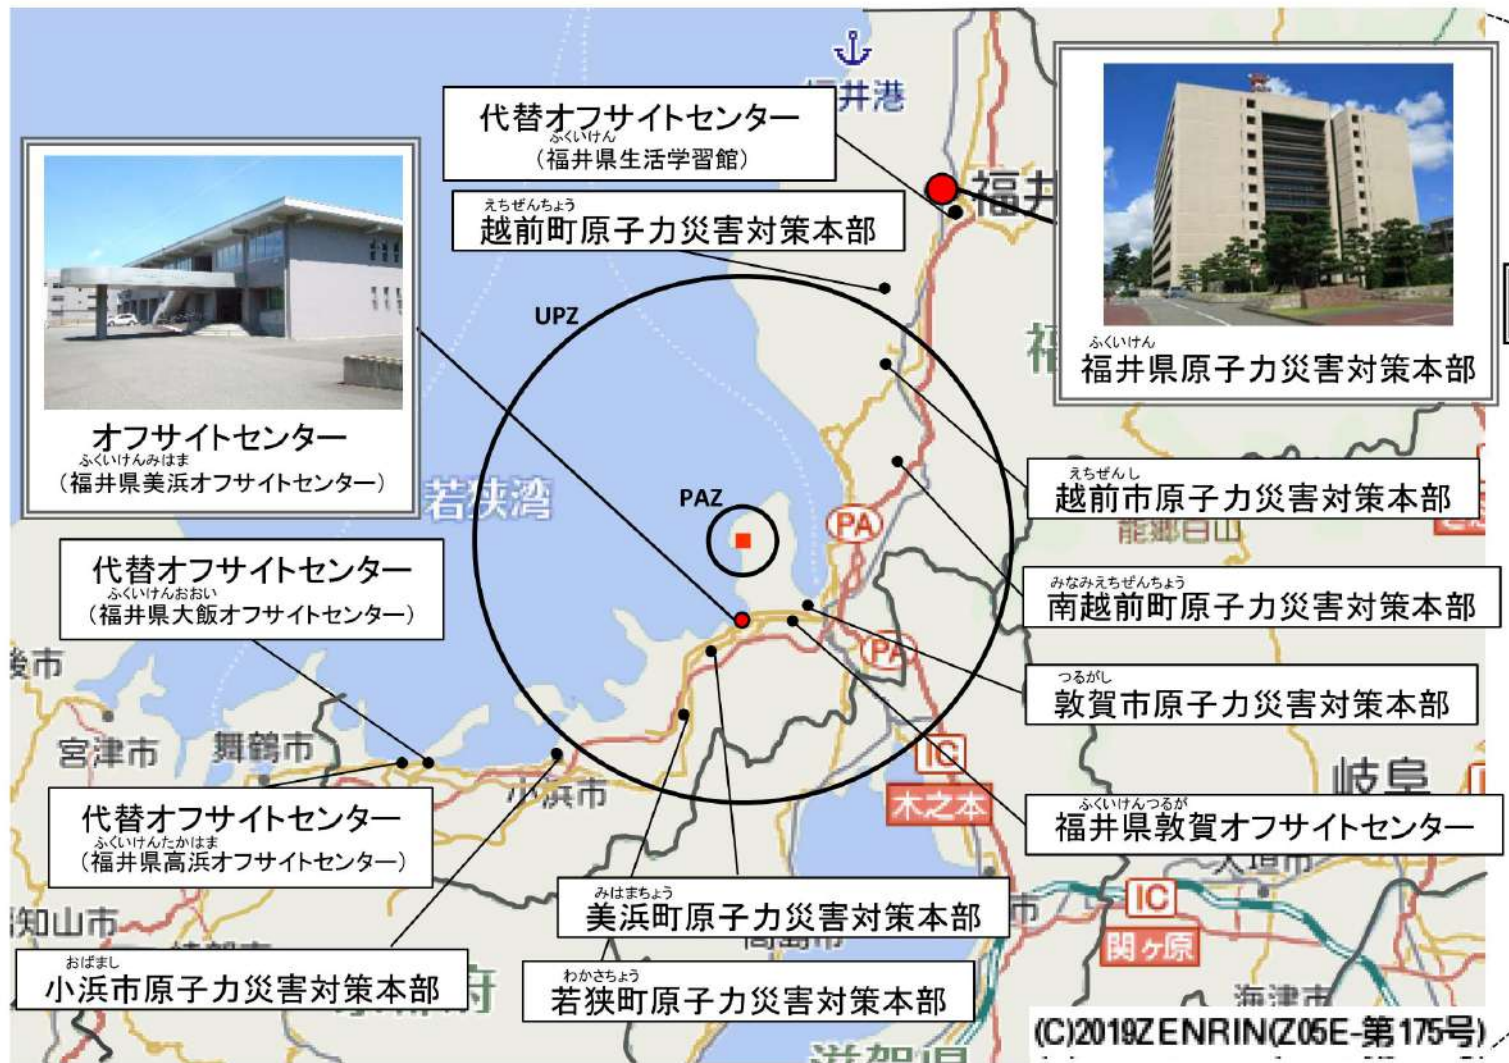 福井港
代替オフサイトセンター
ふくいけん
（福井県生活学習館）
えちぜんちょう
越前町原子力災害対策本部
福井
ふくいけん
福井県原子力災害対策本部
オフサイトセンター
ふくいけんみはま
（福井県美浜オフサイトセンター）
UPZ
PAZ
若狭湾
PA
えちぜんし
越前市原子力災害対策本部
能郷白山
代替オフサイトセンター
ふくいけんおおい
（福井県大飯オフサイトセンター）
みなみえちぜんちょう
南越前町原子力災害対策本部
PA
つるがし
敦賀市原子力災害対策本部
宮津市
舞鶴市
小浜市
IC
木之本
岐阜
代替オフサイトセンター
ふくいけんたかはま
（福井県高浜オフサイトセンター）
ふくいけんつるが
福井県敦賀オフサイトセンター
大垣市
みはまちょう
美浜町原子力災害対策本部
IC
関ヶ原
高島市
おばまし
小浜市原子力災害対策本部
わかさちょう
若狭町原子力災害対策本部
海津市
滋賀県
(C)2019ZENRIN(Z05E-第175号)